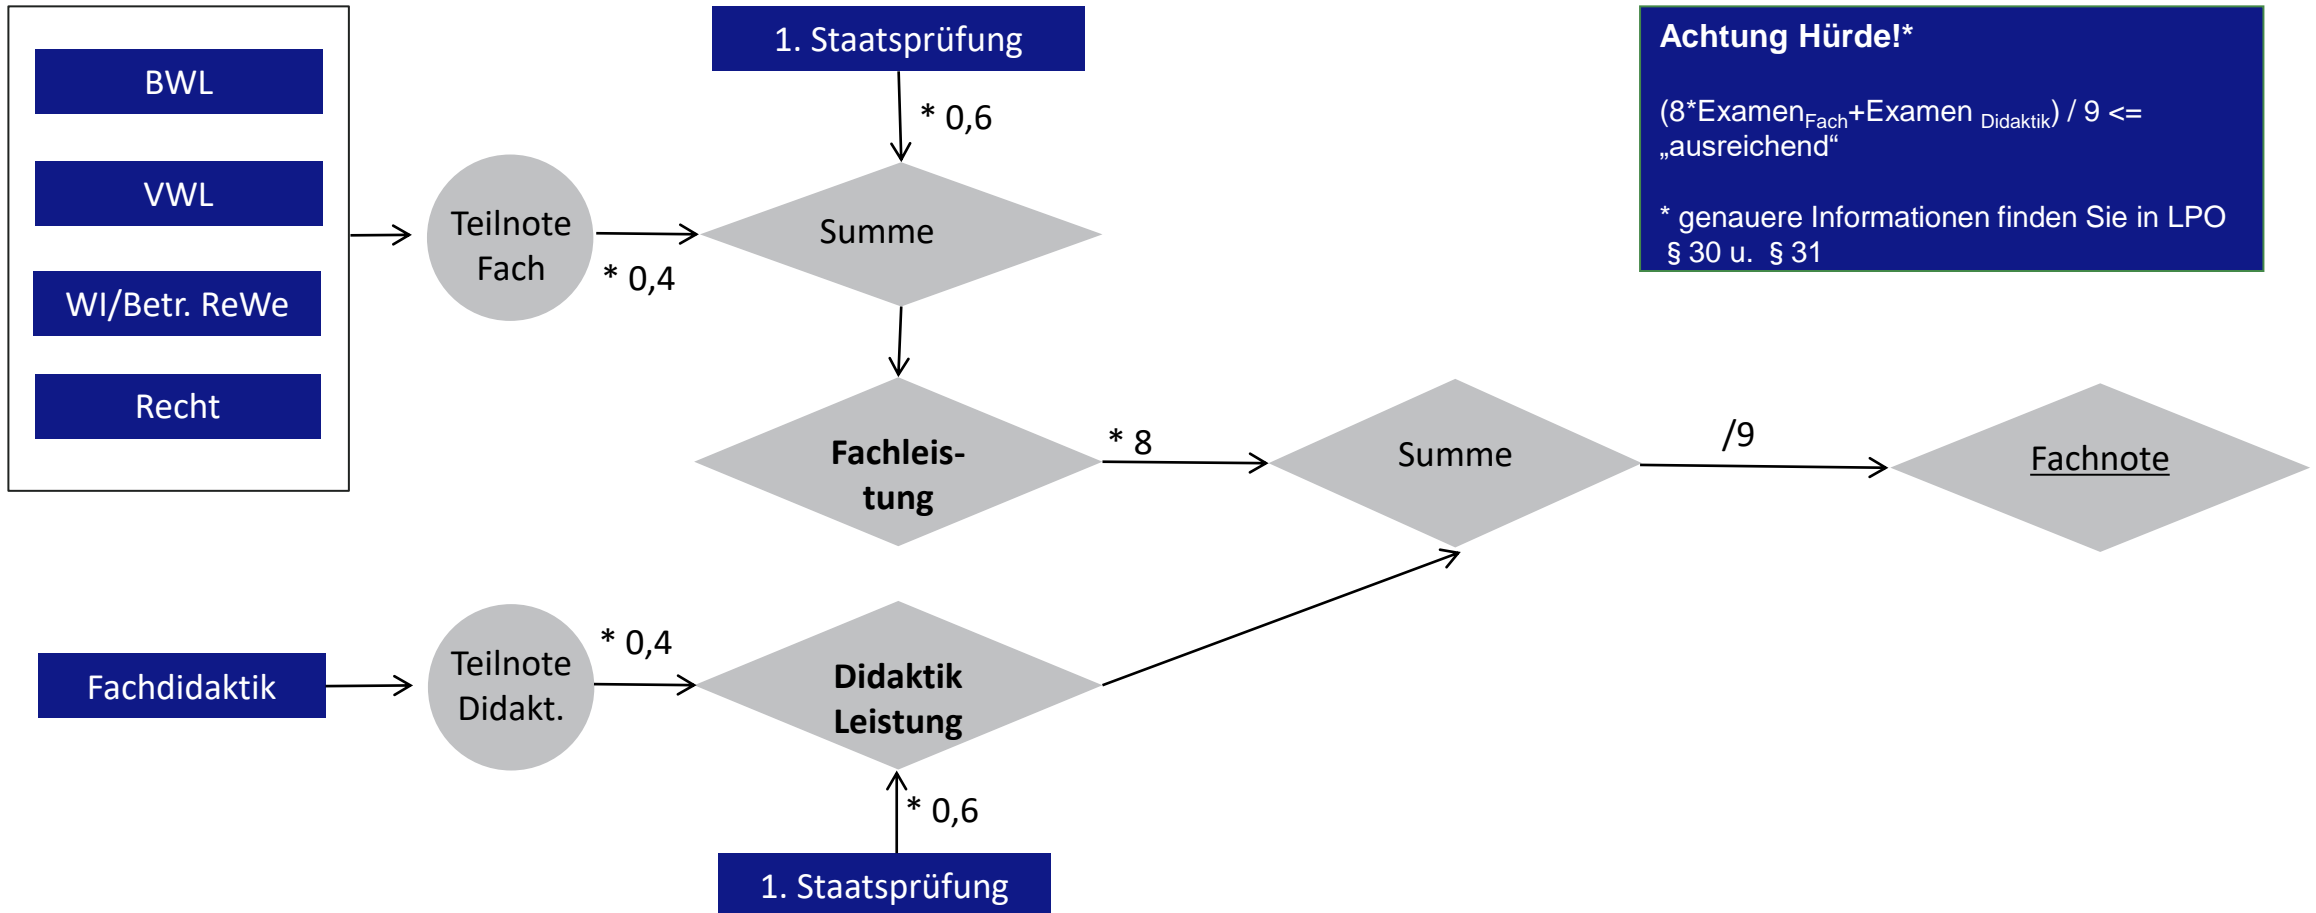 BWL
VWL
WI/Betr. ReWe
Recht
Teilnote
Fach
* 0,4
1. Staatsprüfung
* 0,6
Summe
Fachleis-
tung
* 8
Summe
/9
Fachnote
Achtung Hürde!*
(8*Examen Fach+Examen Didaktik) / 9 <=
„ausreichend“
* genauere Informationen finden Sie in LPO
§ 30 u. § 31
Fachdidaktik
Teilnote
Didakt.
* 0,4
Didaktik
Leistung
* 0,6
1. Staatsprüfung